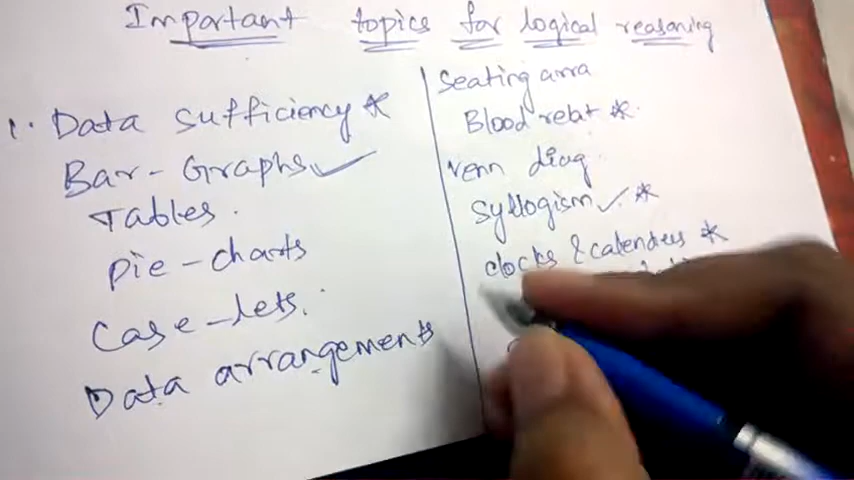 Important topics for logical reasoning
1. Data sufficiency *
Bar-Graphs ✓
Tables.
Pie-charts
Case-lets.
Data arrangements
Seating arra
Blood relat *
Venn diag
Syllogism ✓ *
clocks & calenders *